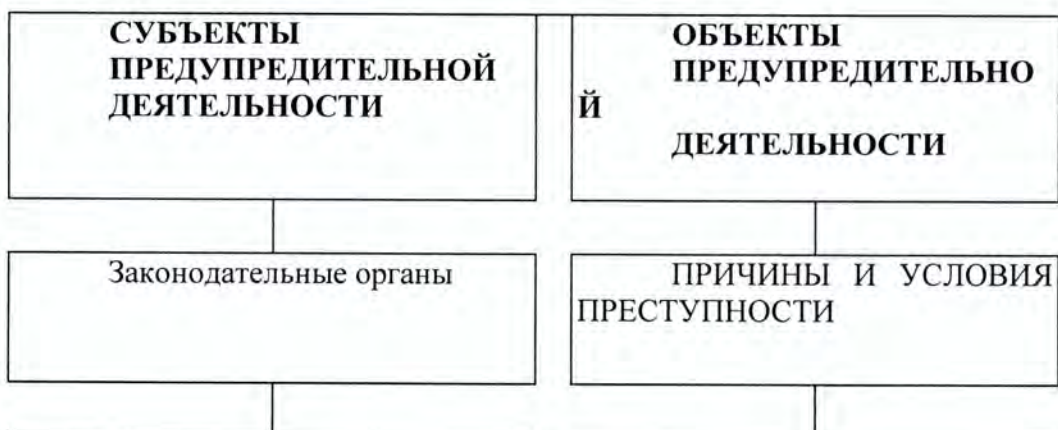 СУБЪЕКТЫ
ПРЕДУПРЕДИТЕЛЬНОЙ
ДЕЯТЕЛЬНОСТИ
ОБЪЕКТЫ
ПРЕДУПРЕДИТЕЛЬНО
Й
ДЕЯТЕЛЬНОСТИ
Законодательные органы
ПРИЧИНЫ И УСЛОВИЯ
ПРЕСТУПНОСТИ